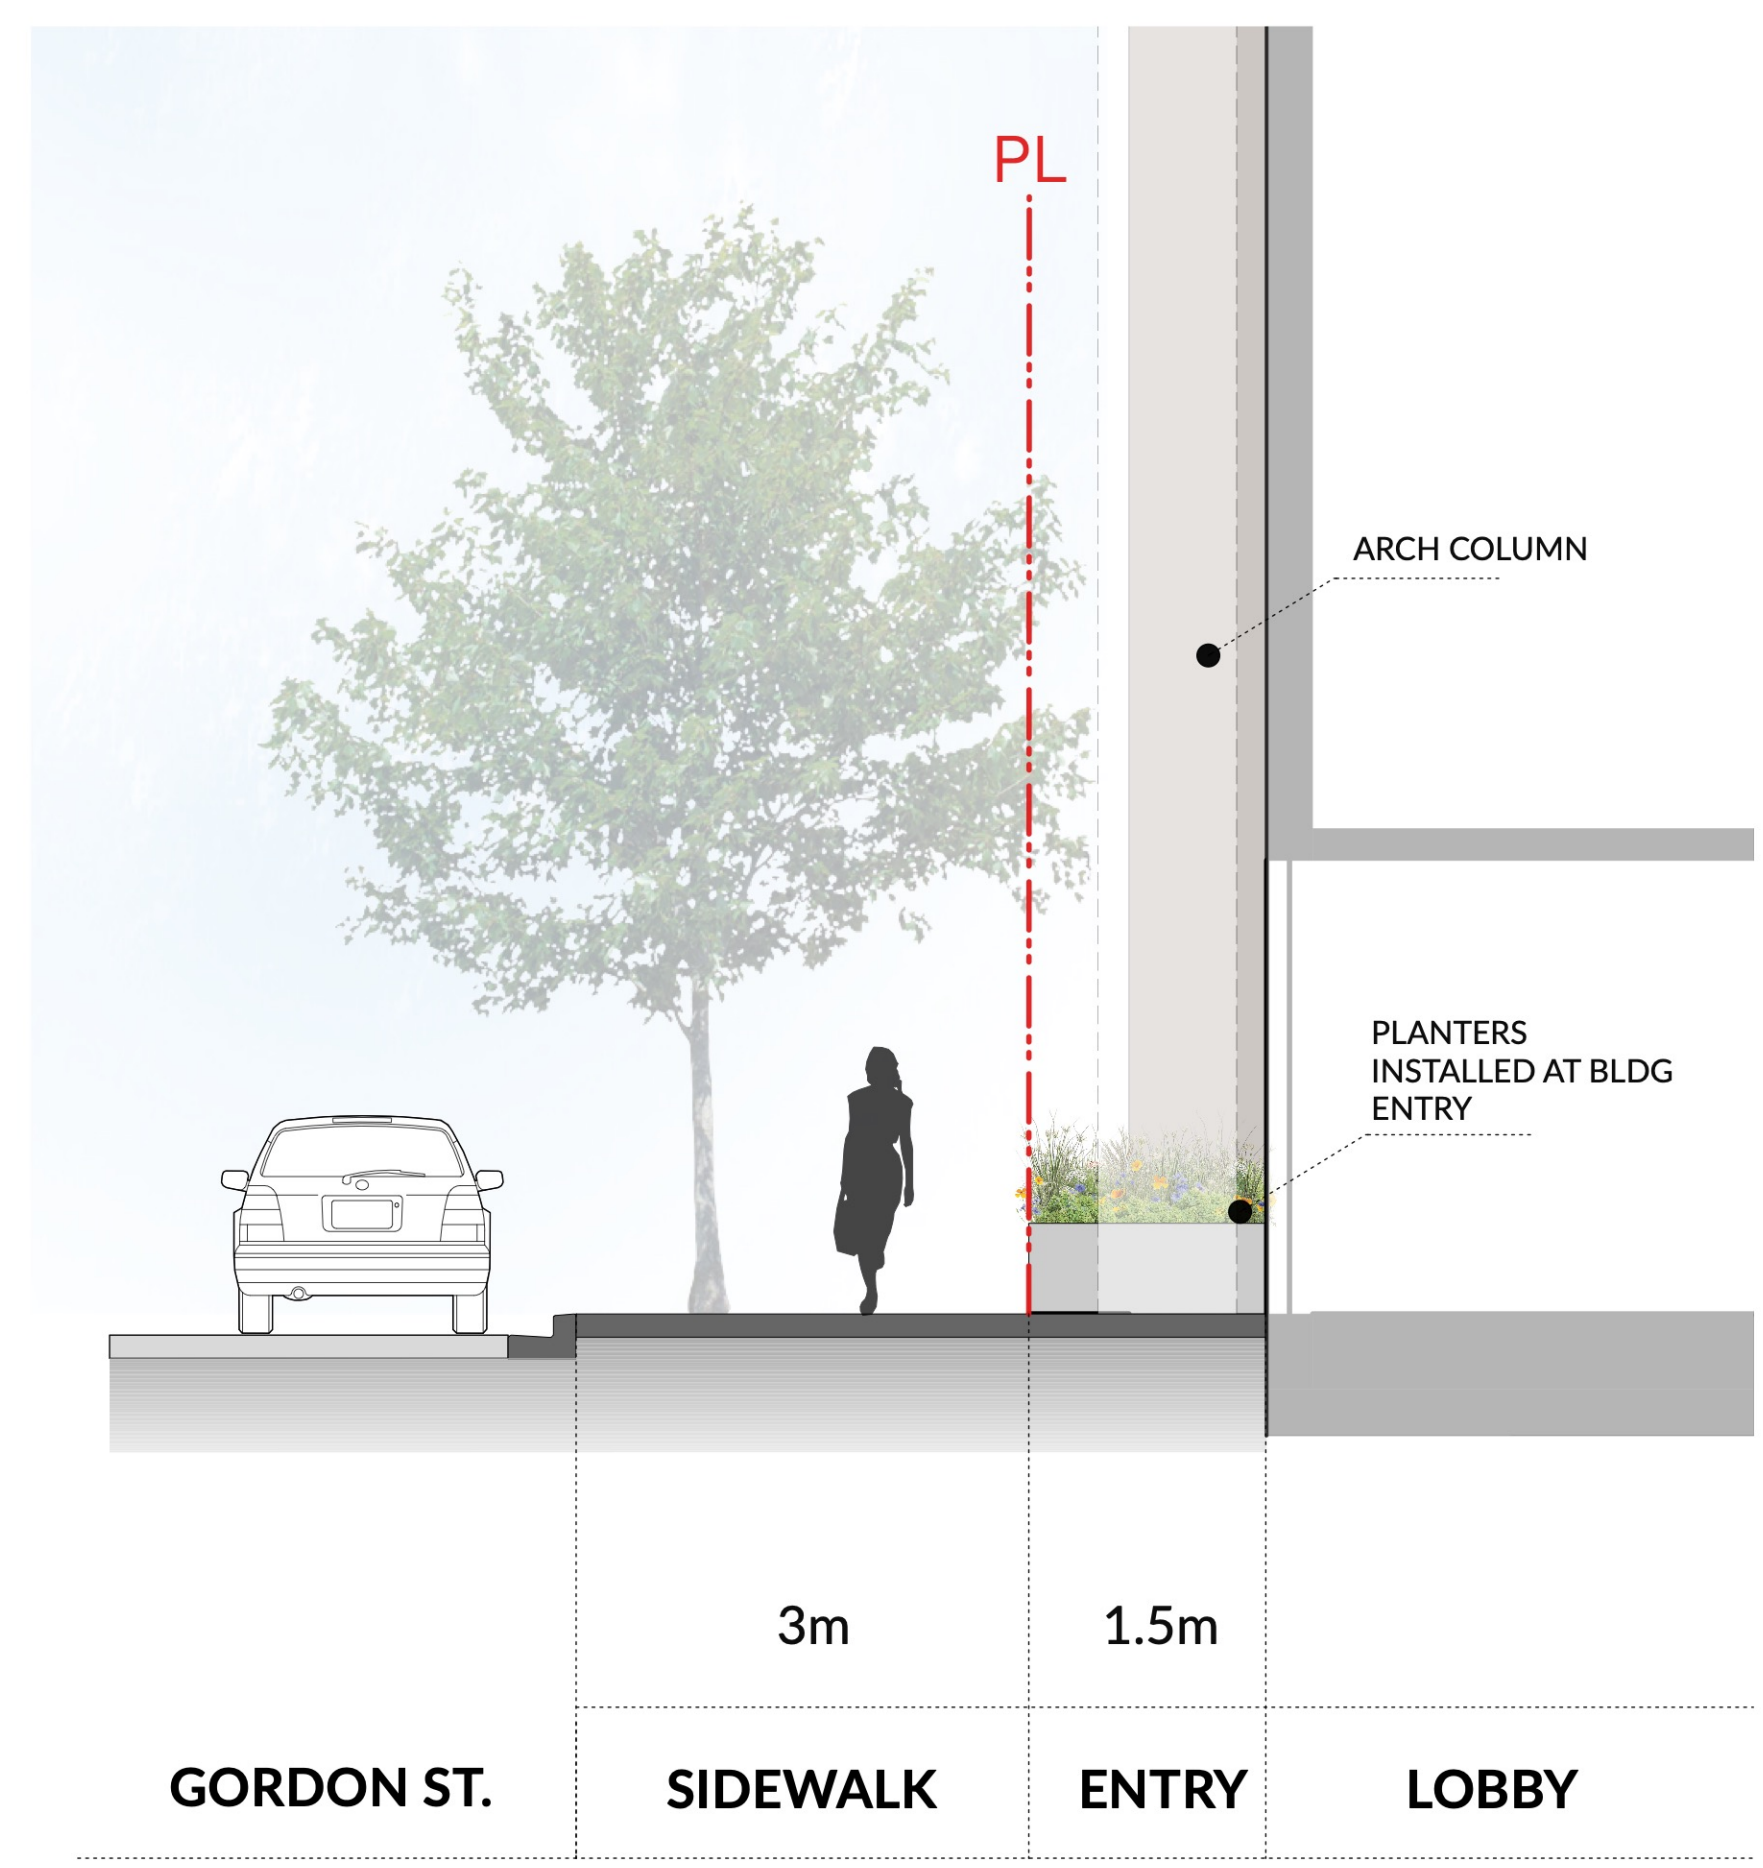 PL
ARCH COLUMN
PLANTERS
INSTALLED AT BLDG
ENTRY
3m
1.5m
GORDON ST.
SIDEWALK
ENTRY
LOBBY